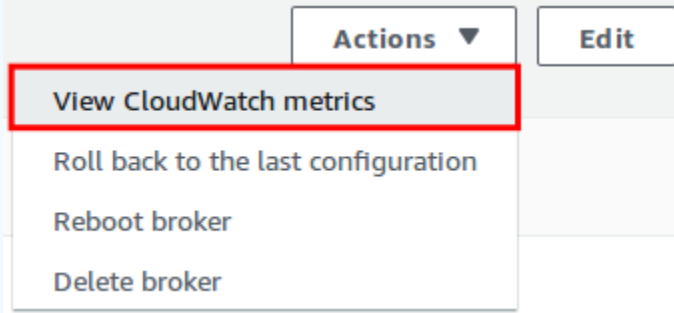 Actions ▼ Edit
View CloudWatch metrics
Roll back to the last configuration
Reboot broker
Delete broker